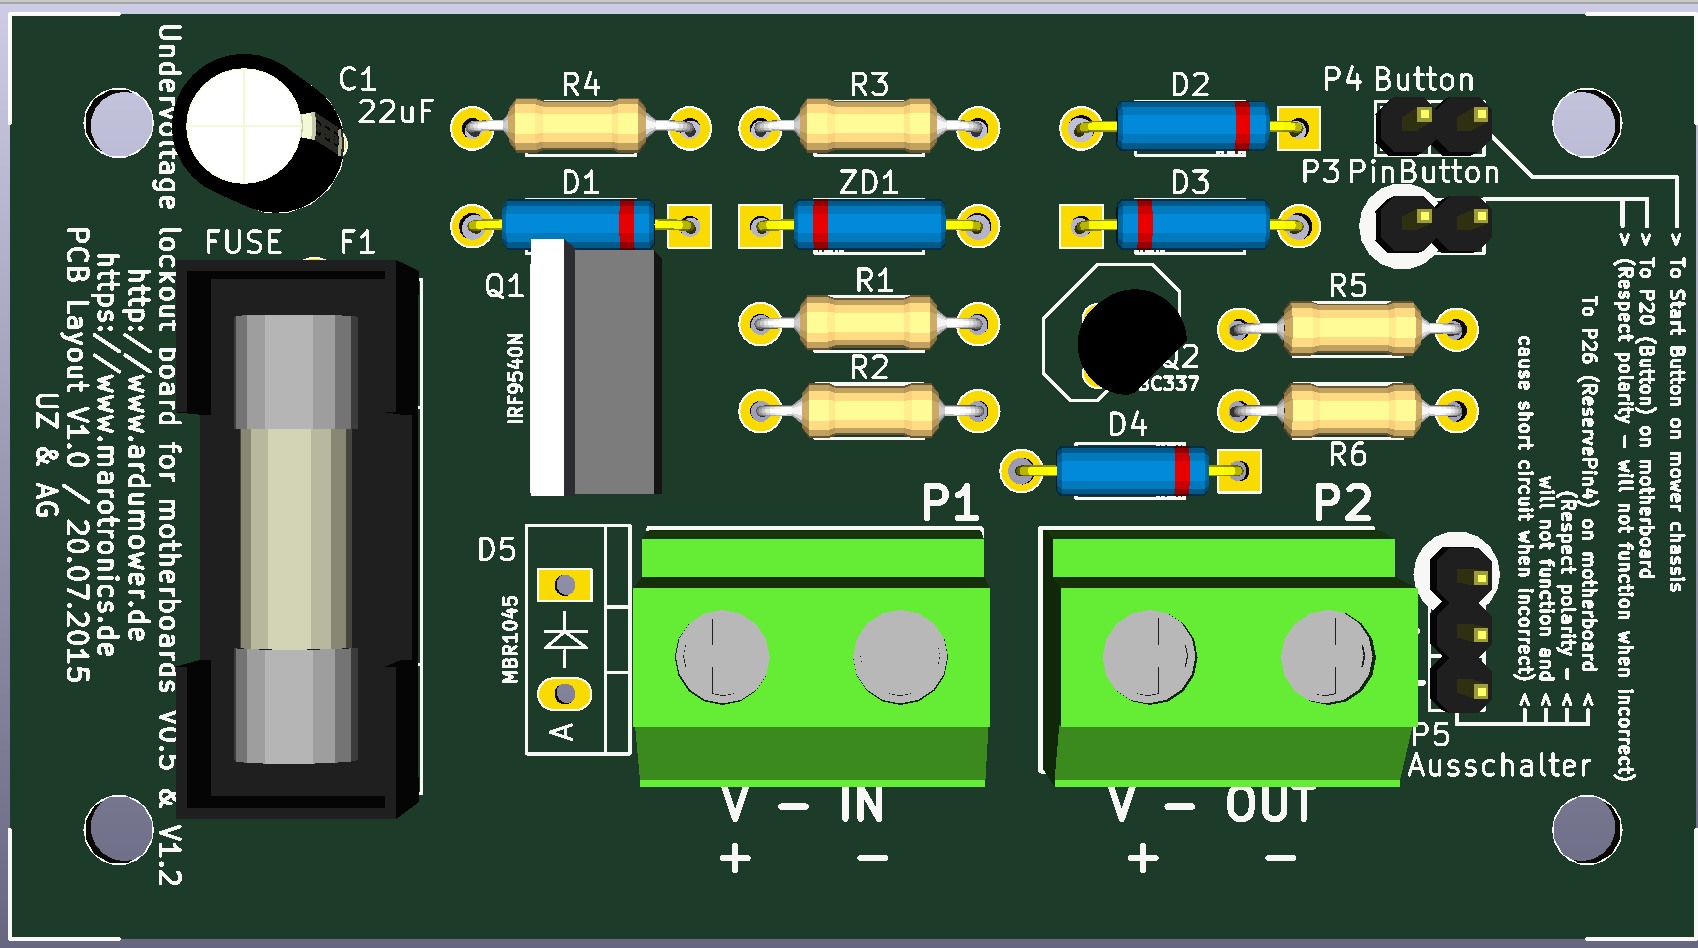 Undervoltage lockout board for motherboards V0.5 & V1.2
http://www.ardumower.de
https://www.marotronics.de
PCB Layout V1.0 / 20.07.2015
UZ & AG
C1
22uF
R4
R3
D2
P4 Button
D1
ZD1
D3
P3 PinButton
FUSE
F1
Q1
IRF9540N
R1
R2
Q2
BC337
R5
R6
D4
P1
P2
D5
MBR1045
A
P5
Ausschalter
V - IN
+ -
V - OUT
+ -
> To Start Button on mower chassis
> To P20 (Button) on motherboard
> (Respect polarity - will not function when incorrect)
To P26 (ReservePin4) on motherboard <
(Respect polarity - <
will not function and <
cause short circuit when incorrect) <